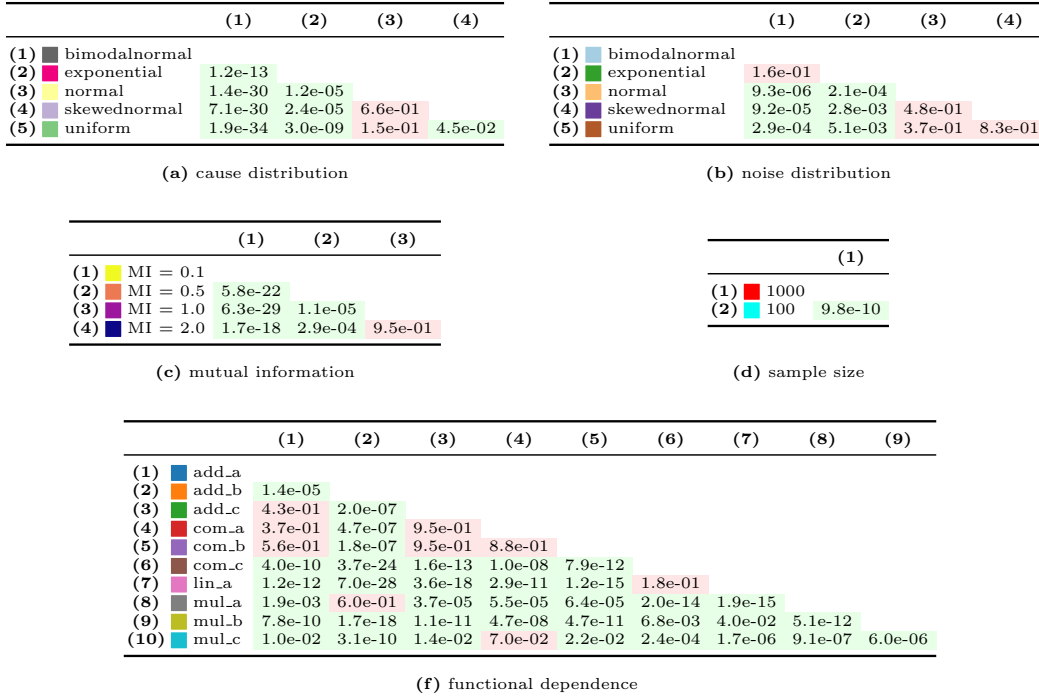 (1) (2) (3) (4)
(1) bimodalnormal
(2) exponential 1.2e-13
(3) normal 1.4e-30 1.2e-05
(4) skewednormal 7.1e-30 2.4e-05 6.6e-01
(5) uniform 1.9e-34 3.0e-09 1.5e-01 4.5e-02
(a) cause distribution
(1) (2) (3) (4)
(1) bimodalnormal
(2) exponential 1.6e-01
(3) normal 9.3e-06 2.1e-04
(4) skewednormal 9.2e-05 2.8e-03 4.8e-01
(5) uniform 2.9e-04 5.1e-03 3.7e-01 8.3e-01
(b) noise distribution
(1) (2) (3)
(1) MI = 0.1
(2) MI = 0.5 5.8e-22
(3) MI = 1.0 6.3e-29 1.1e-05
(4) MI = 2.0 1.7e-18 2.9e-04 9.5e-01
(c) mutual information
(1)
(1) 1000
(2) 100 9.8e-10
(d) sample size
(1) (2) (3) (4) (5) (6) (7) (8) (9)
(1) add_a
(2) add_b 1.4e-05
(3) add_c 4.3e-01 2.0e-07
(4) com_a 3.7e-01 4.7e-07 9.5e-01
(5) com_b 5.6e-01 1.8e-07 9.5e-01 8.8e-01
(6) com_c 4.0e-10 3.7e-24 1.6e-13 1.0e-08 7.9e-12
(7) lin_a 1.2e-12 7.0e-28 3.6e-18 2.9e-11 1.2e-15 1.8e-01
(8) mul_a 1.9e-03 6.0e-01 3.7e-05 5.5e-05 6.4e-05 2.0e-14 1.9e-15
(9) mul_b 7.8e-10 1.7e-18 1.1e-11 4.7e-08 4.7e-11 6.8e-03 4.0e-02 5.1e-12
(10) mul_c 1.0e-02 3.1e-10 1.4e-02 7.0e-02 2.2e-02 2.4e-04 1.7e-06 9.1e-07 6.0e-06
(f) functional dependence